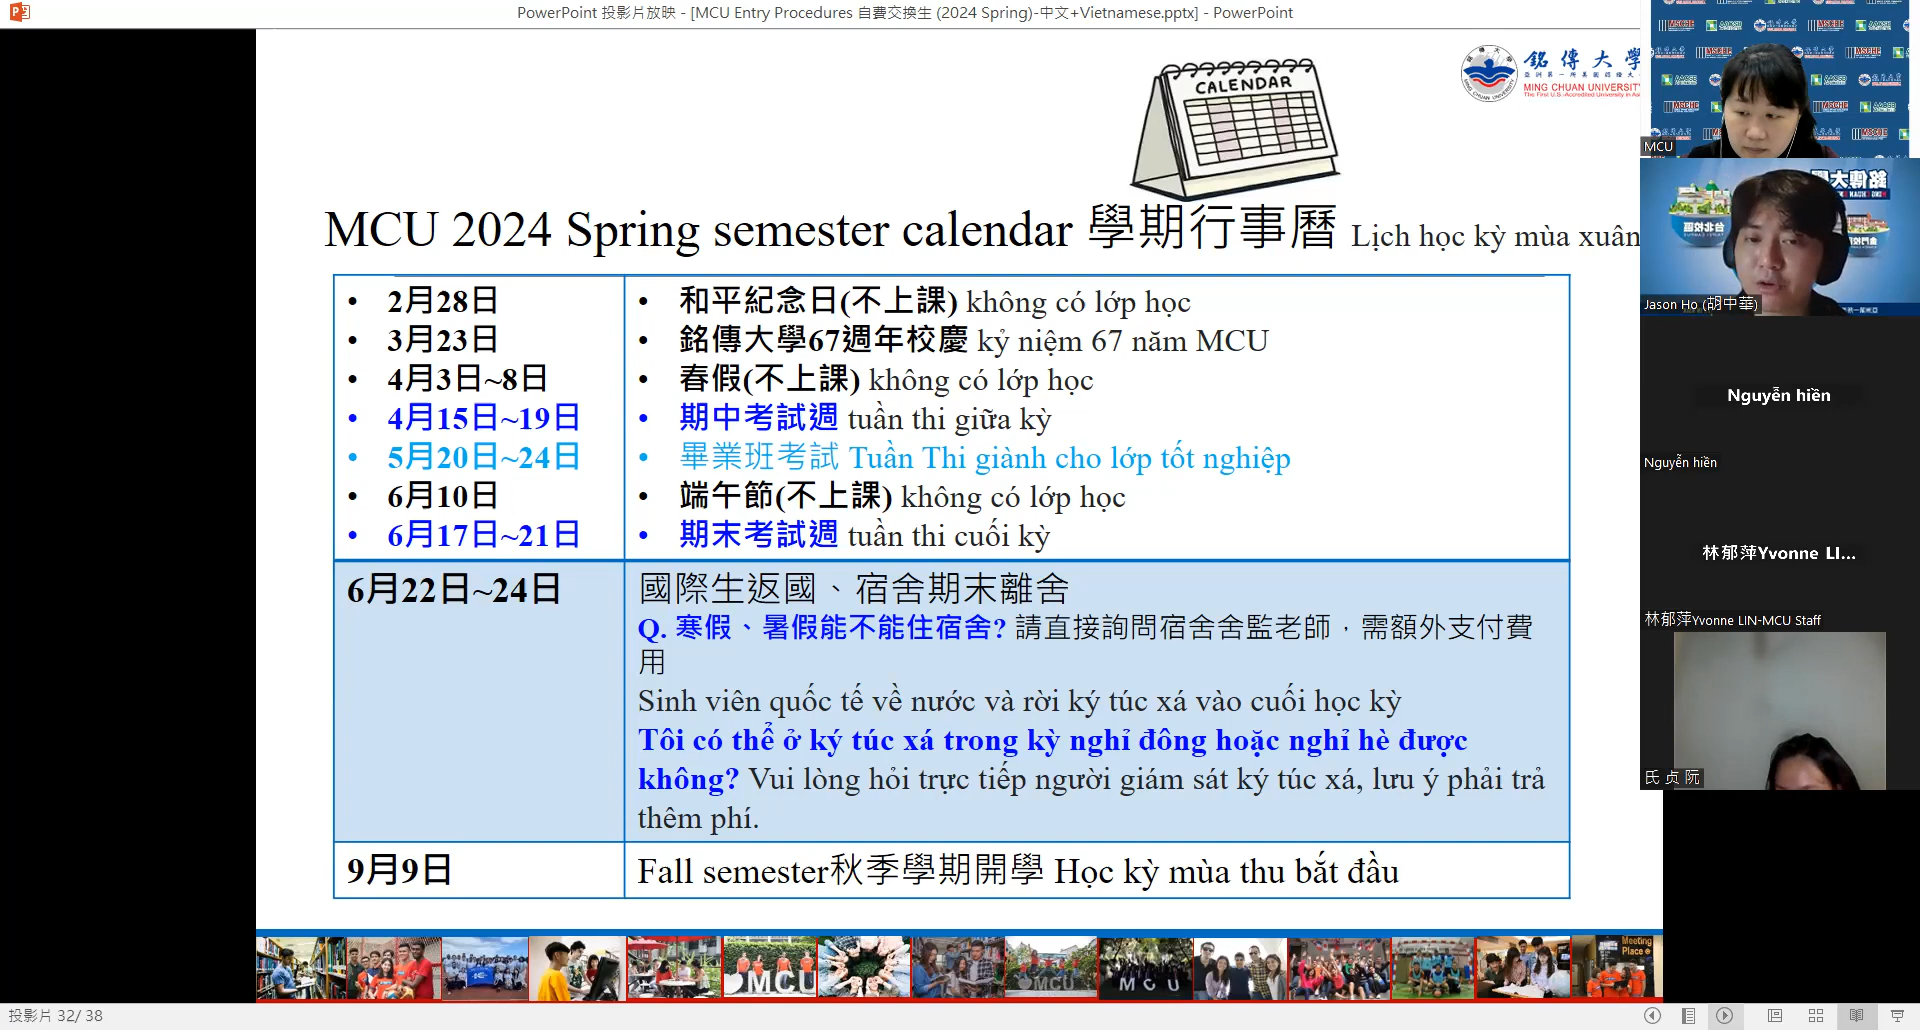 PowerPoint 投影片放映 - [MCU Entry Procedures 自費交換生 (2024 Spring)-中文+Vietnamese.pptx] - PowerPoint
CALENDAR
銘傳大學
MING CHUAN UNIVERSITY
The First U.S.-Accredited University in As
MCU 2024 Spring semester calendar 學期行事曆 Lịch học kỳ mùa xuân
• 2月28日 • 和平紀念日(不上課) không có lớp học
• 3月23日 • 銘傳大學67週年校慶 kỷ niệm 67 năm MCU
• 4月3日~8日 • 春假(不上課) không có lớp học
• 4月15日~19日 • 期中考試週 tuần thi giữa kỳ
• 5月20日~24日 • 畢業班考試 Tuần Thi giành cho lớp tốt nghiệp
• 6月10日 • 端午節(不上課) không có lớp học
• 6月17日~21日 • 期末考試週 tuần thi cuối kỳ
6月22日~24日 國際生返國、宿舍期末離舍
Q. 寒假、暑假能不能住宿舍? 請直接詢問宿舍舍監老師，需額外支付費
用
Sinh viên quốc tế về nước và rời ký túc xá vào cuối học kỳ
Tôi có thể ở ký túc xá trong kỳ nghỉ đông hoặc nghỉ hè được
không? Vui lòng hỏi trực tiếp người giám sát ký túc xá, lưu ý phải trả
thêm phí.
9月9日 Fall semester秋季學期開學 Học kỳ mùa thu bắt đầu
MCU
Jason Ho (胡中華)
Nguyễn hiền
Nguyễn hiền
林郁萍Yvonne LI...
林郁萍Yvonne LIN-MCU Staff
氏 贞 阮
MCU
MCU
MCU
Meeting
Place
投影片 32/ 38